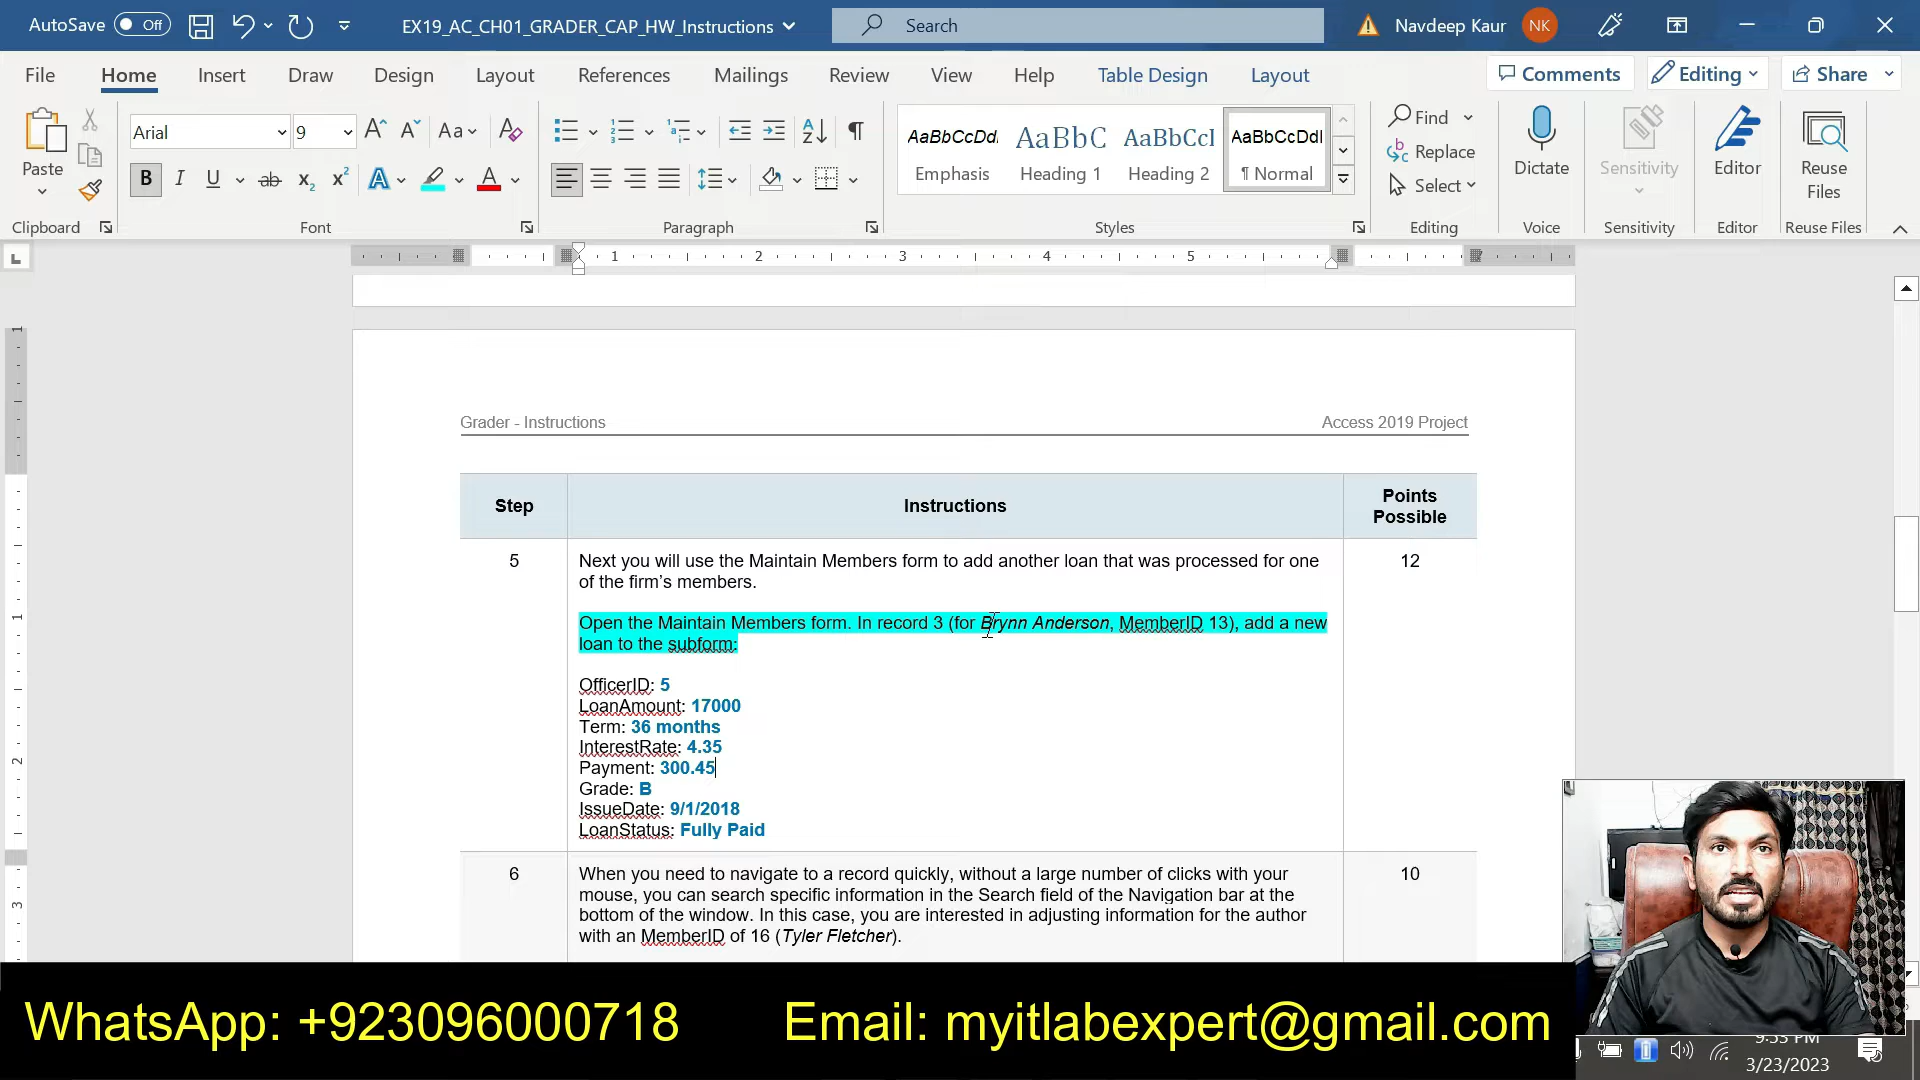 AutoSave Off
EX19_AC_CH01_GRADER_CAP_HW_Instructions
Search
Navdeep Kaur NK
File Home Insert Draw Design Layout References Mailings Review View Help Table Design Layout
Comments Editing Share
Paste
Arial 9
Aa
AaBbCcDdI AaBbC AaBbCcI AaBbCcDdI
Emphasis Heading 1 Heading 2 ¶ Normal
Find
Replace
Select
Dictate
Sensitivity
Editor
Reuse Files
Clipboard Font Paragraph Styles Editing Voice Sensitivity Editor Reuse Files
1 2 3 4 5
Grader - Instructions Access 2019 Project
Step Instructions Points Possible
5 Next you will use the Maintain Members form to add another loan that was processed for one 12
of the firm’s members.
Open the Maintain Members form. In record 3 (for Brynn Anderson, MemberID 13), add a new
loan to the subform:
OfficerID: 5
LoanAmount: 17000
Term: 36 months
InterestRate: 4.35
Payment: 300.45
Grade: B
IssueDate: 9/1/2018
LoanStatus: Fully Paid
6 When you need to navigate to a record quickly, without a large number of clicks with your 10
mouse, you can search specific information in the Search field of the Navigation bar at the
bottom of the window. In this case, you are interested in adjusting information for the author
with an MemberID of 16 (Tyler Fletcher).
WhatsApp: +923096000718 Email: myitlabexpert@gmail.com
9:53 PM
3/23/2023